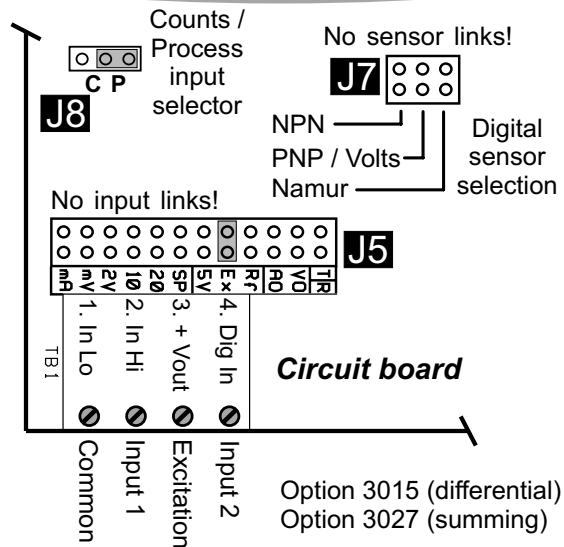 Counts /
Process
input
selector
C P
J8
No sensor links!
J7
NPN
PNP / Volts
Namur
Digital
sensor
selection
No input links!
J5
mA
mV
2V
10
20
SP
5V
Ex
Rf
AO
VO
TR
TB1
1. In Lo
2. In Hi
3. + Vout
4. Dig In
Circuit board
Common
Input 1
Excitation
Input 2
Option 3015 (differential)
Option 3027 (summing)